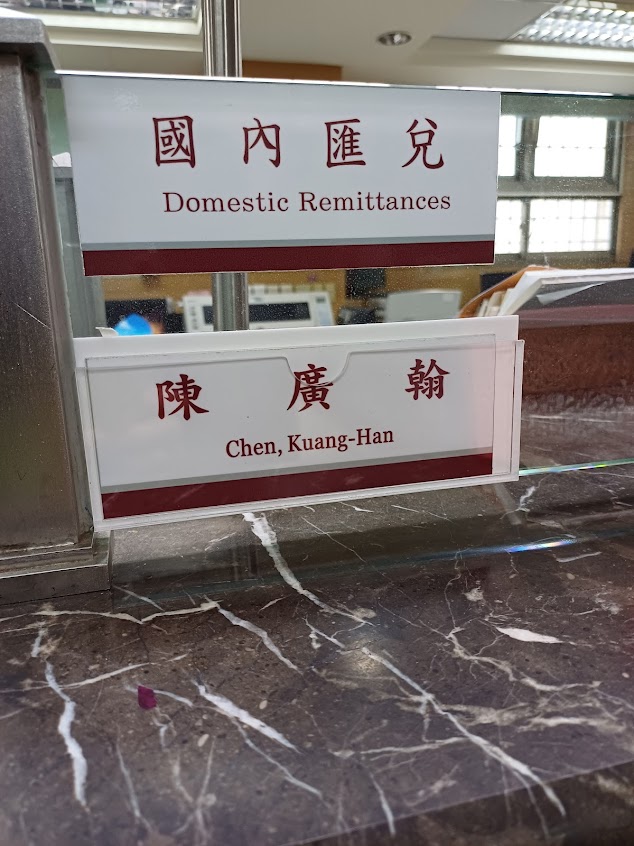 國內匯兌
Domestic Remittances
陳廣翰
Chen, Kuang-Han